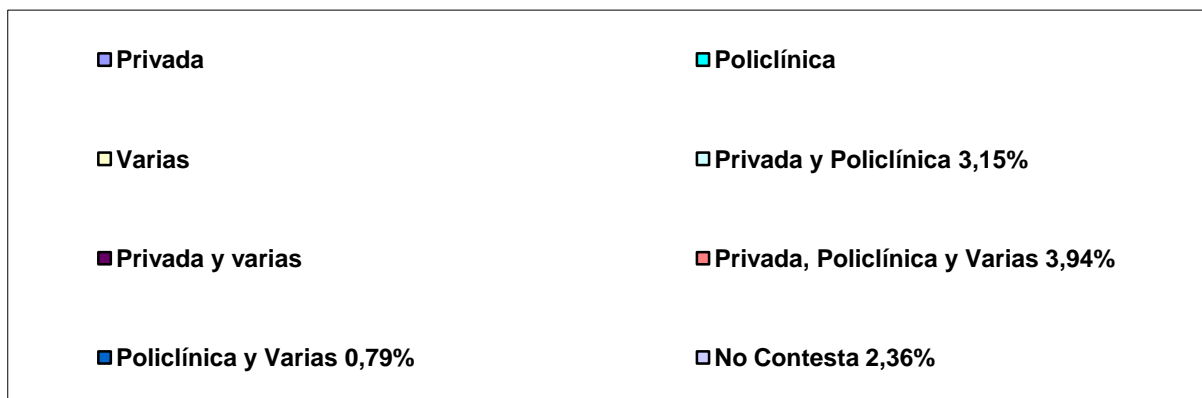 Privada
Policlínica
Varias
Privada y Policlínica 3,15%
Privada y varias
Privada, Policlínica y Varias 3,94%
Policlínica y Varias 0,79%
No Contesta 2,36%